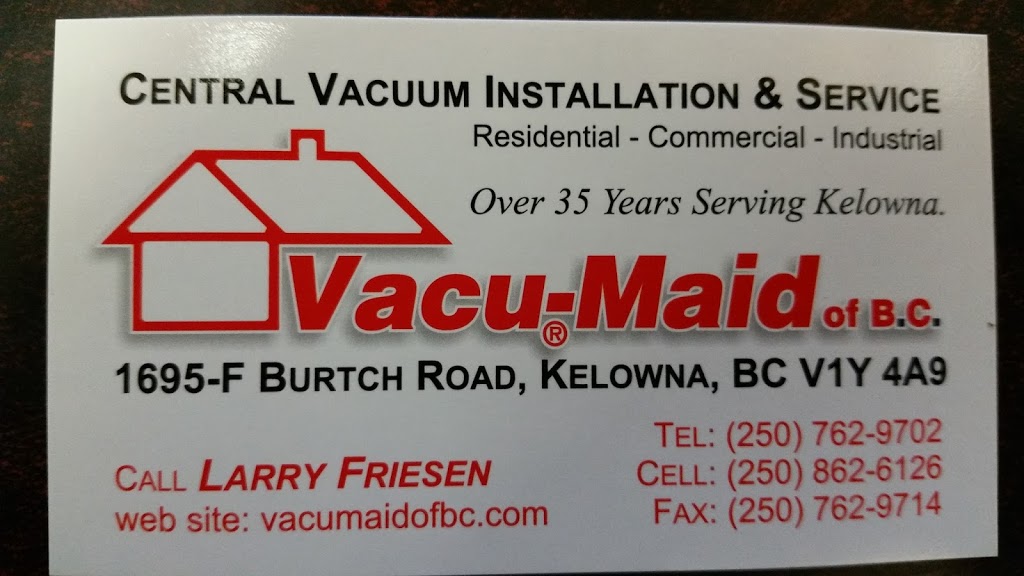 CENTRAL VACUUM INSTALLATION & SERVICE
Residential - Commercial - Industrial
Over 35 Years Serving Kelowna.
Vacu-Maid® of B.C.
1695-F BURTCH ROAD, KELOWNA, BC V1Y 4A9
TEL: (250) 762-9702
CALL LARRY FRIESEN
CELL: (250) 862-6126
web site: vacumaidofbc.com
FAX: (250) 762-9714